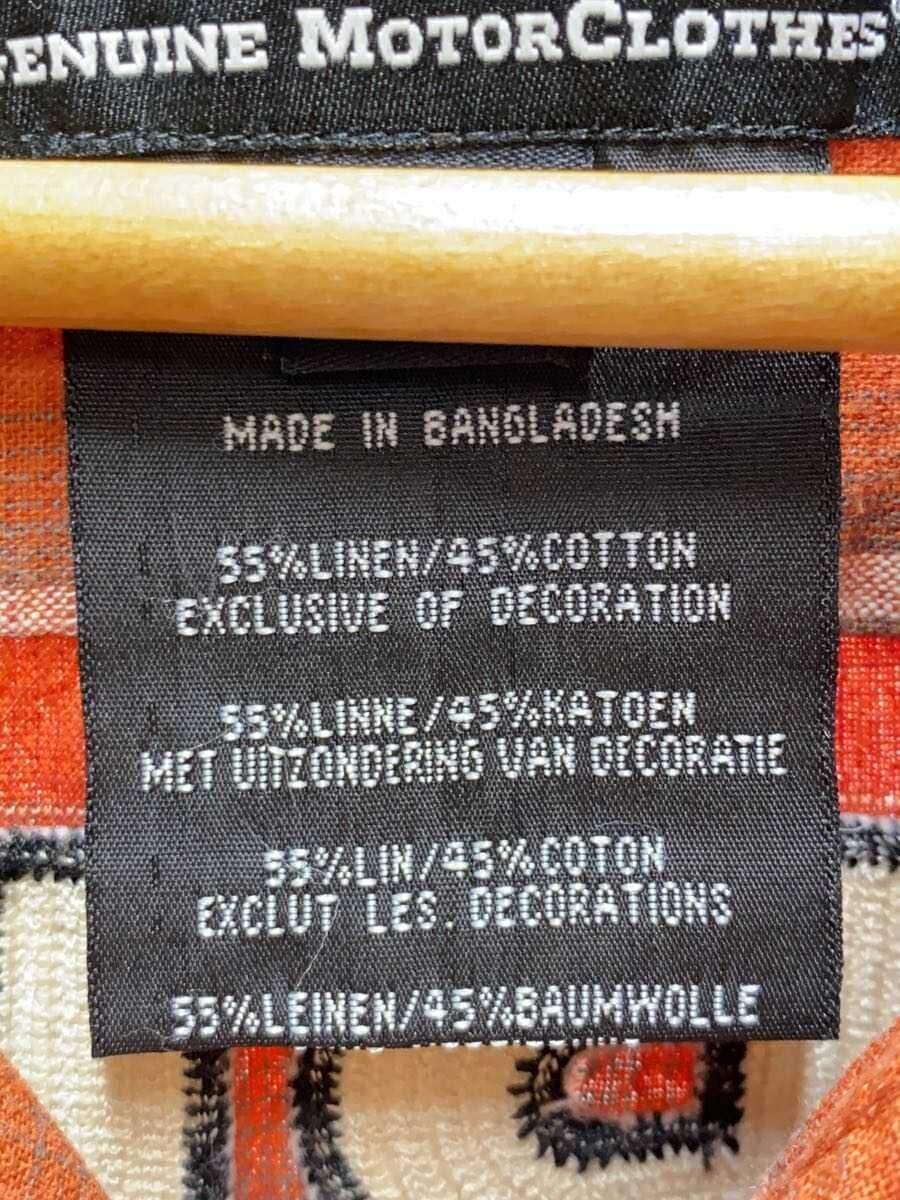 GENUINE MOTORCLOTHES®
MADE IN BANGLADESH
55%LINEN/45%COTTON
EXCLUSIVE OF DECORATION
55%LINNE/45%KATOEN
MET UITZONDERING VAN DECORATIE
55%LIN/45%COTON
EXCLUT LES. DECORATIONS
55%LEINEN/45%BAUMWOLLE